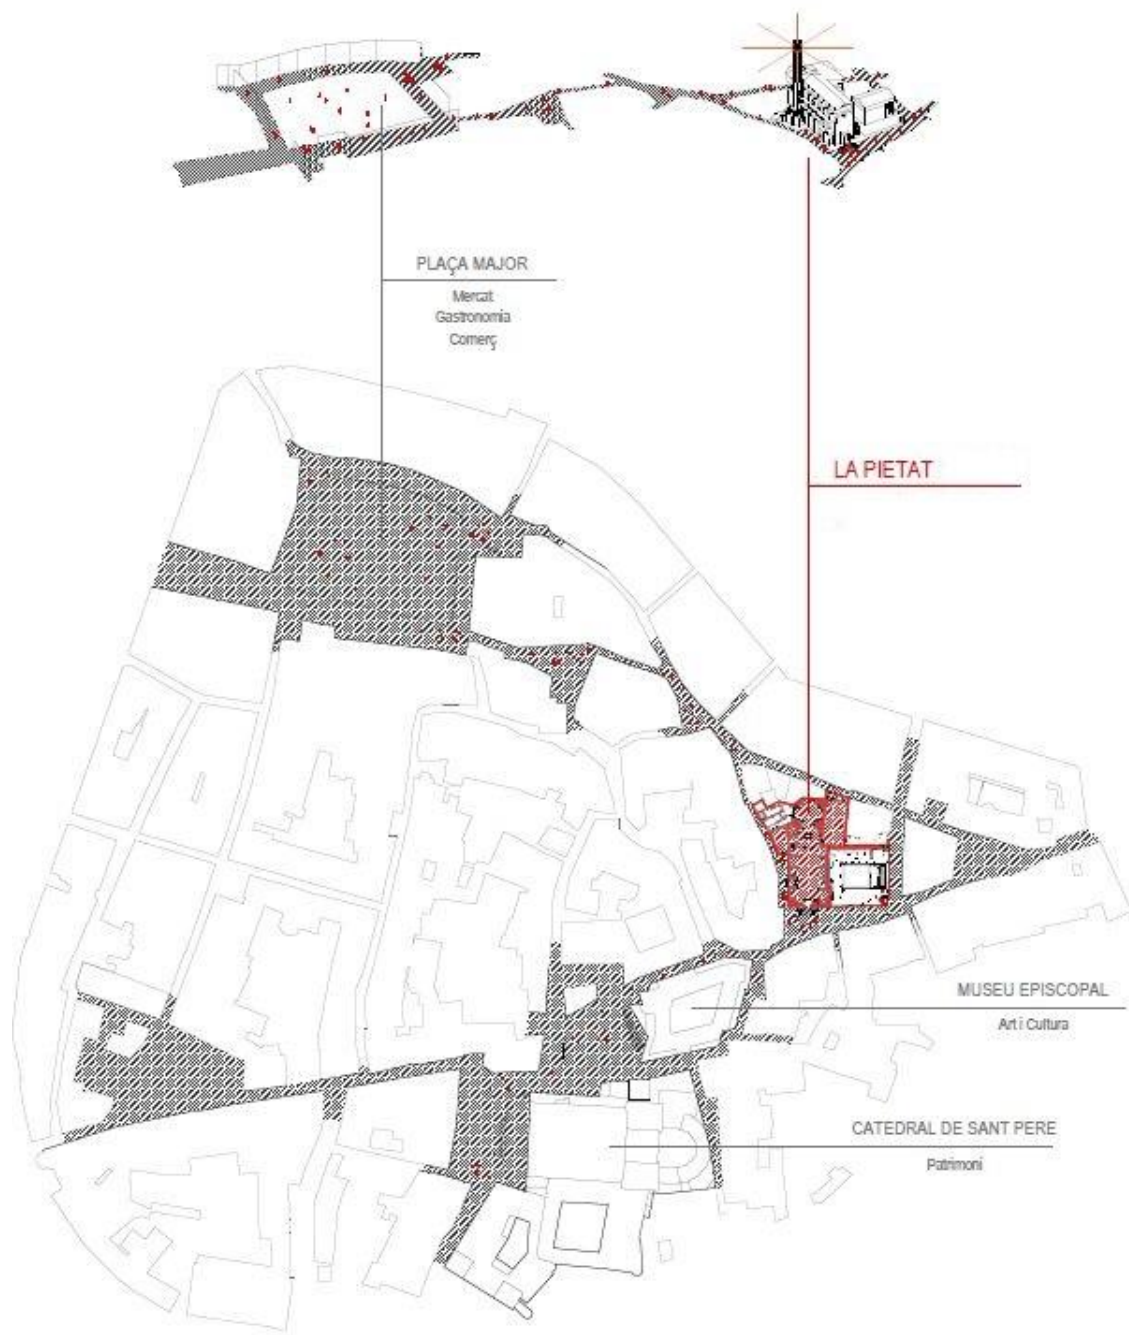 PLAÇA MAJOR
Mercat
Gastronomia
Comerç
LA PIETAT
MUSEU EPISCOPAL
Art i Cultura
CATEDRAL DE SANT PERE
Patrimoni